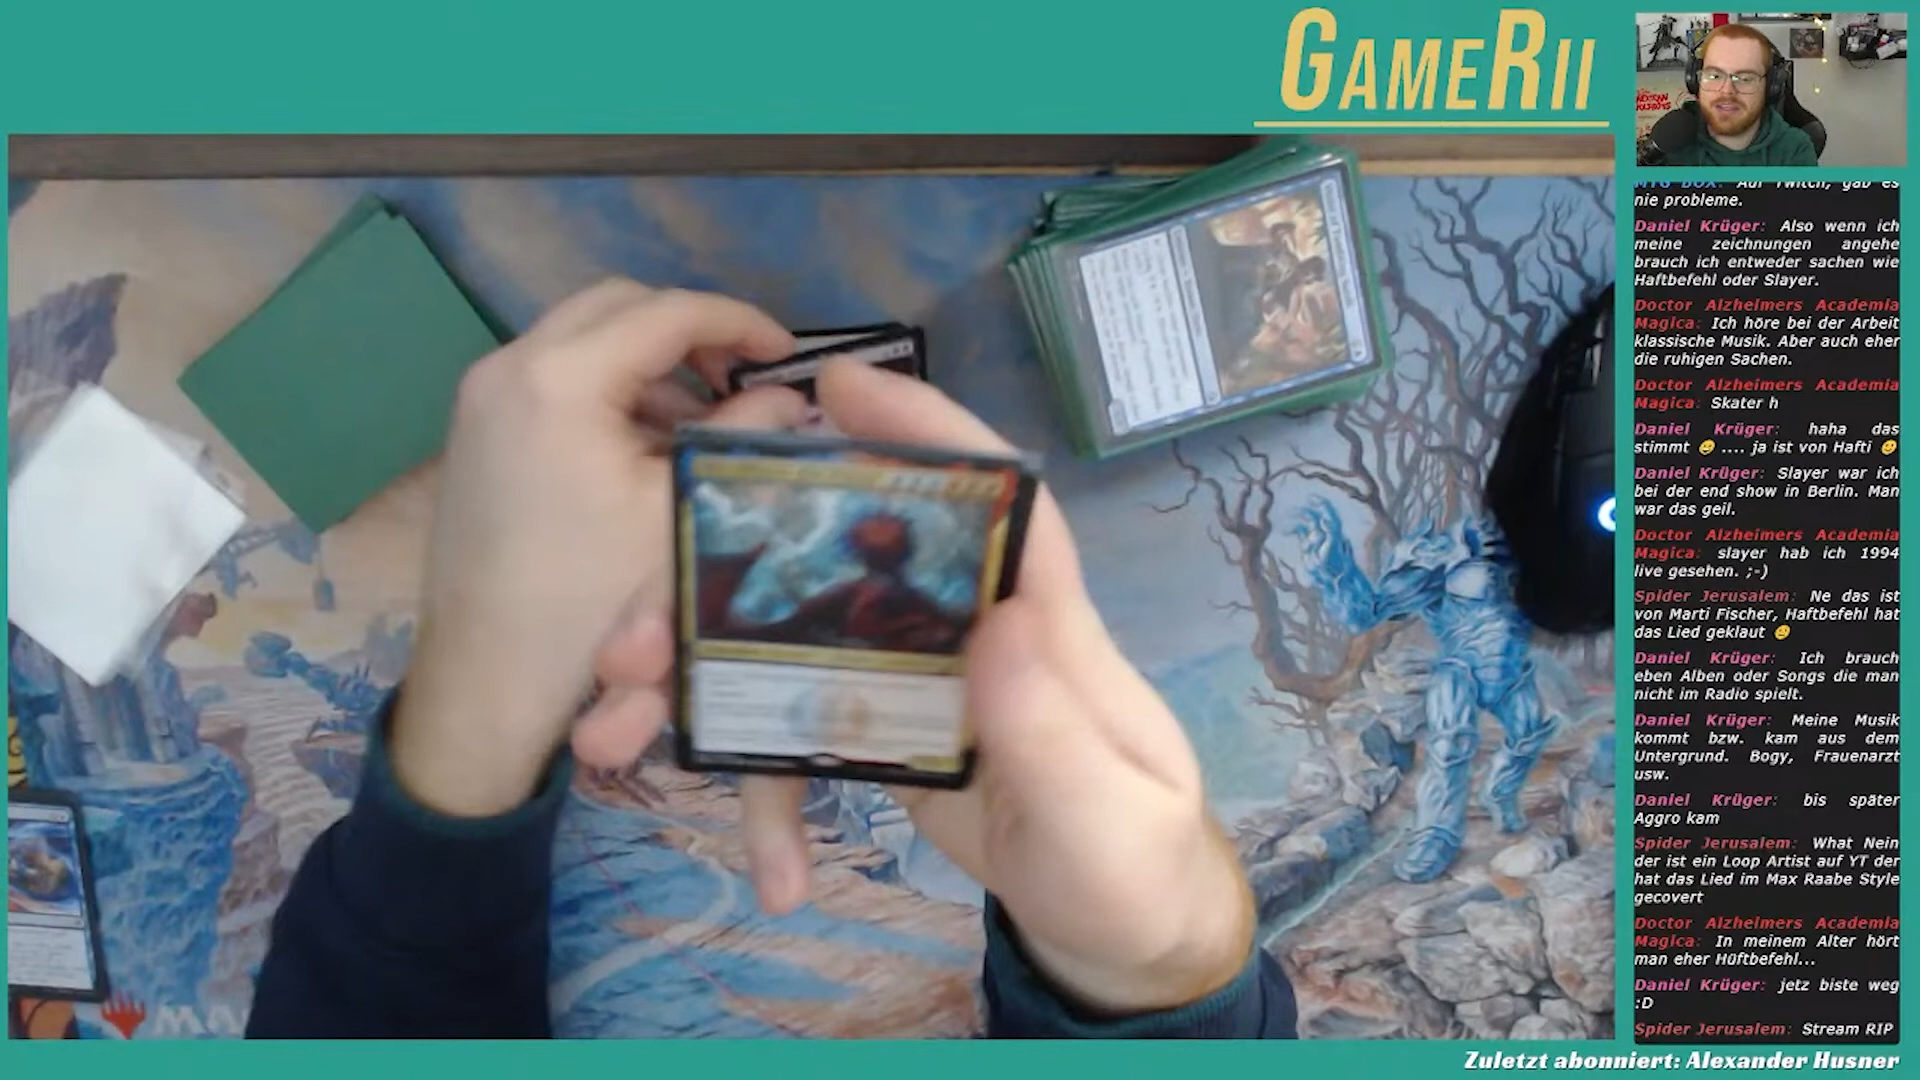 GAMERII
nie probleme.
Daniel Krüger: Also wenn ich
meine zeichnungen angehe
brauch ich entweder sachen wie
Haftbefehl oder Slayer.
Doctor Alzheimers Academia
Magica: Ich höre bei der Arbeit
klassische Musik. Aber auch eher
die ruhigen Sachen.
Doctor Alzheimers Academia
Magica: Skater h
Daniel Krüger: haha das
stimmt 😅 .... ja ist von Hafti 😅
Daniel Krüger: Slayer war ich
bei der end show in Berlin. Man
war das geil.
Doctor Alzheimers Academia
Magica: slayer hab ich 1994
live gesehen. ;-)
Spider Jerusalem: Ne das ist
von Marti Fischer, Haftbefehl hat
das Lied geklaut 🙂
Daniel Krüger: Ich brauch
eben Alben oder Songs die man
nicht im Radio spielt.
Daniel Krüger: Meine Musik
kommt bzw. kam aus dem
Untergrund. Bogy, Frauenarzt
usw.
Daniel Krüger: bis später
Aggro kam
Spider Jerusalem: What Nein
der ist ein Loop Artist auf YT der
hat das Lied im Max Raabe Style
gecovert
Doctor Alzheimers Academia
Magica: In meinem Alter hört
man eher Hüftbefehl...
Daniel Krüger: jetz biste weg
:D
Spider Jerusalem: Stream RIP
Zuletzt abonniert: Alexander Husner